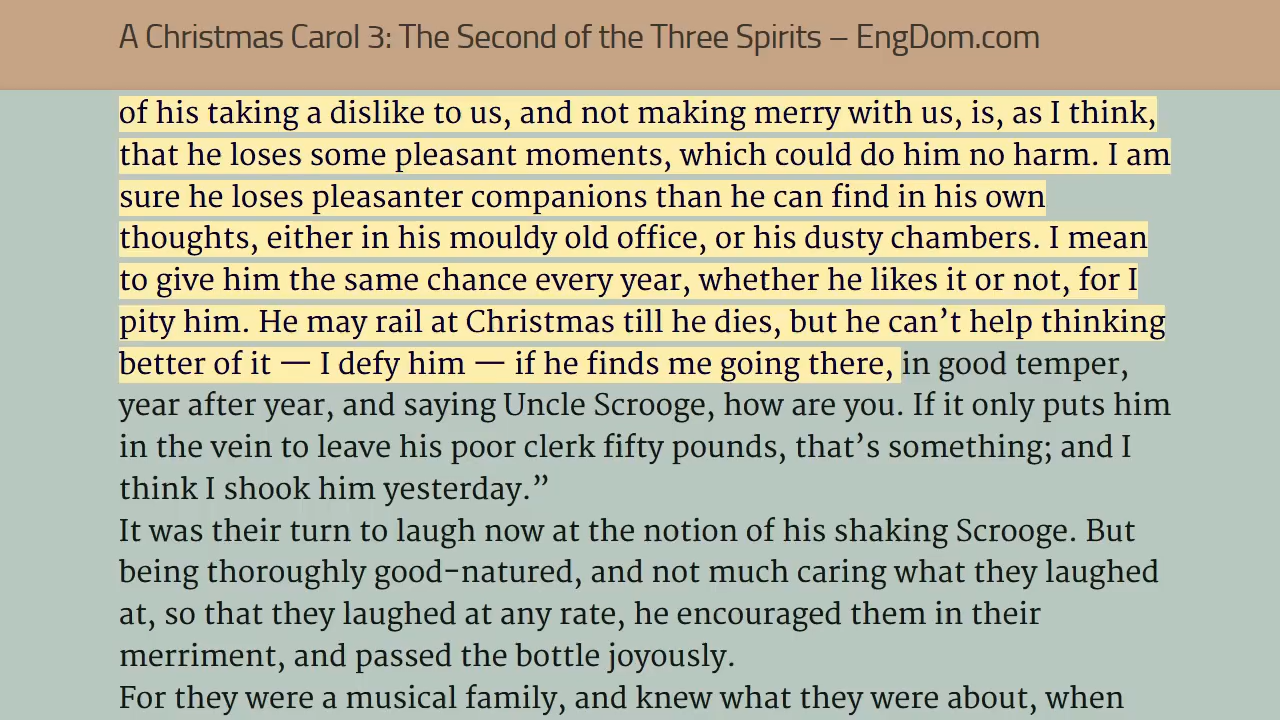 A Christmas Carol 3: The Second of the Three Spirits – EngDom.com
of his taking a dislike to us, and not making merry with us, is, as I think,
that he loses some pleasant moments, which could do him no harm. I am
sure he loses pleasanter companions than he can find in his own
thoughts, either in his mouldy old office, or his dusty chambers. I mean
to give him the same chance every year, whether he likes it or not, for I
pity him. He may rail at Christmas till he dies, but he can’t help thinking
better of it — I defy him — if he finds me going there, in good temper,
year after year, and saying Uncle Scrooge, how are you. If it only puts him
in the vein to leave his poor clerk fifty pounds, that’s something; and I
think I shook him yesterday.”
It was their turn to laugh now at the notion of his shaking Scrooge. But
being thoroughly good-natured, and not much caring what they laughed
at, so that they laughed at any rate, he encouraged them in their
merriment, and passed the bottle joyously.
For they were a musical family, and knew what they were about, when